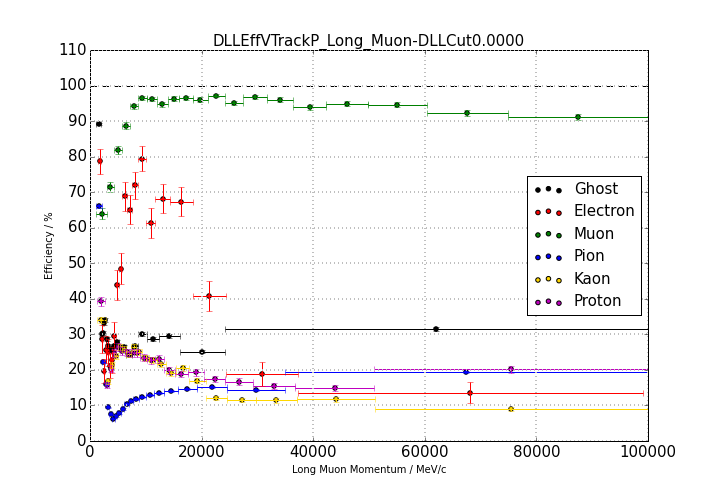 DLLEffVTrackP_Long_Muon-DLLCut0.0000
110
100
90
80
70
60
50
40
30
20
10
0
Efficiency / %
Ghost
Electron
Muon
Pion
Kaon
Proton
0 20000 40000 60000 80000 100000
Long Muon Momentum / MeV/c